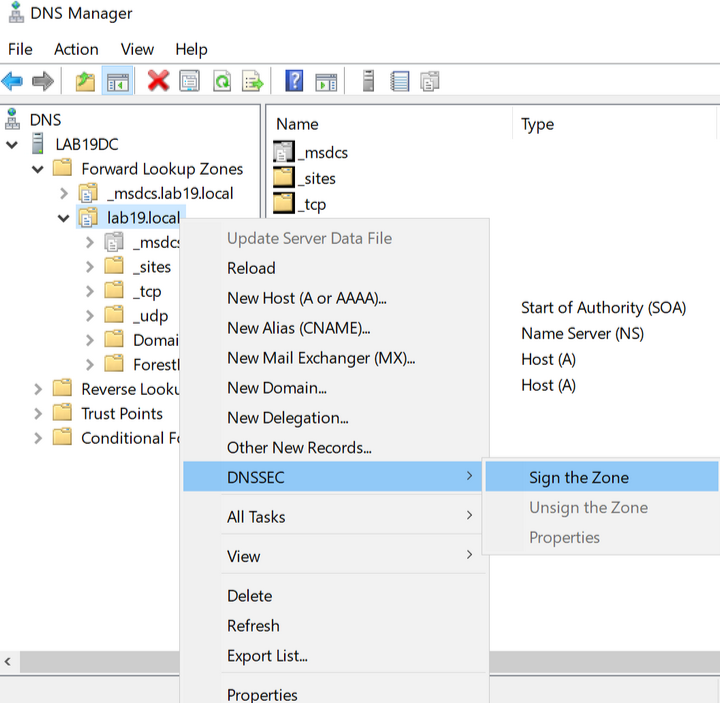 DNS Manager
File Action View Help
DNS
LAB19DC
Forward Lookup Zones
_msdcs.lab19.local
lab19.local
_msdcs
_sites
_tcp
_udp
Domai
Forest
Reverse Looku
Trust Points
Conditional Fo
Name Type
_msdcs
_sites
_tcp
Start of Authority (SOA)
Name Server (NS)
Host (A)
Host (A)
Update Server Data File
Reload
New Host (A or AAAA)...
New Alias (CNAME)...
New Mail Exchanger (MX)...
New Domain...
New Delegation...
Other New Records...
DNSSEC
All Tasks
View
Delete
Refresh
Export List...
Properties
Sign the Zone
Unsign the Zone
Properties